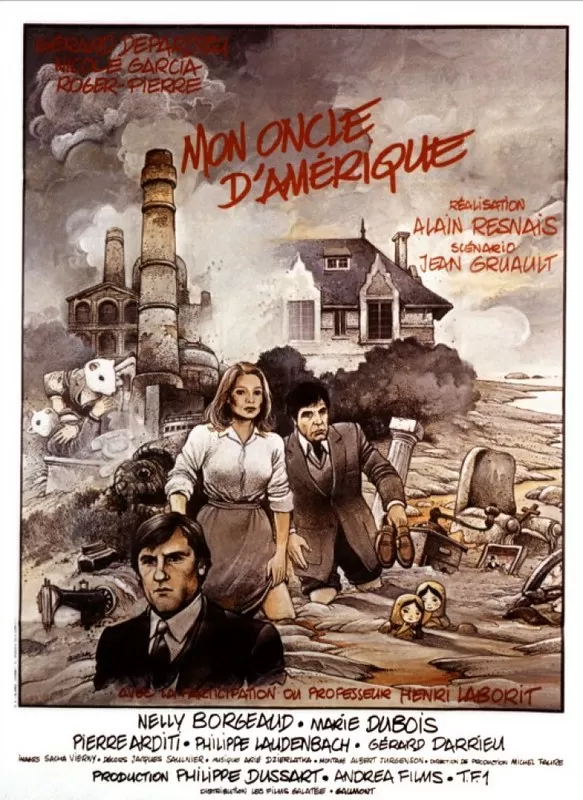 GÉRARD DEPARDIEU
NICOLE GARCIA
ROGER-PIERRE
MON ONCLE
D'AMÉRIQUE
RÉALISATION
ALAIN RESNAIS
SCÉNARIO
JEAN GRUAULT
AVEC LA PARTICIPATION DU PROFESSEUR HENRI LABORIT
NELLY BORGEAUD · MARIE DUBOIS
PIERRE ARDITI · PHILIPPE LAUDENBACH · GÉRARD DARRIEU
IMAGES SACHA VIERNY · DÉCORS JACQUES SAULNIER · MUSIQUE ARIÉ DZIERLATKA · MONTAGE ALBERT JURGENSON · DIRECTION DE PRODUCTION MICHEL FAURE
PRODUCTION PHILIPPE DUSSART · ANDREA FILMS · T.F1
DISTRIBUTION LES FILMS GALATÉE · GAUMONT